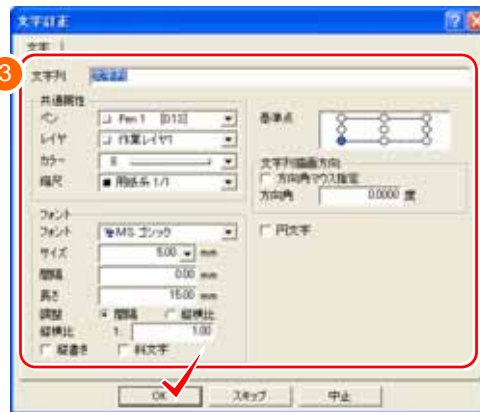 文字訂正
文字
3
文字列
共通属性
ペン Pen 1 [013] 基準点
レイヤ 作業レイヤ1
カラー 8 文字列描画方向
方向角マウス指定
縮尺 用紙系 1/1 方向角 0.0000 度
フォント
フォント MS ゴシック 円文字
サイズ 5.00 mm
間隔 0.00 mm
長さ 15.00 mm
調整 間隔 縦横比
縦横比 1: 1.00
縦書き 斜文字
OK スキップ 中止